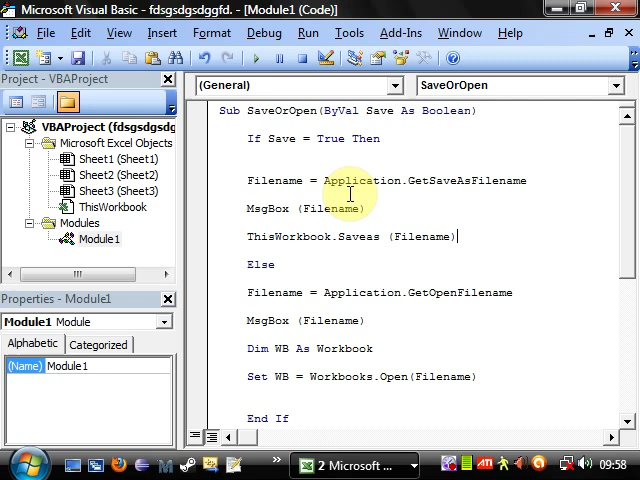 Microsoft Visual Basic - fdsgsdgsdggfd. - [Module1 (Code)]
File Edit View Insert Format Debug Run Tools Add-Ins Window Help
Project - VBAProject
VBAProject (fdsgsdgsd
Microsoft Excel Objects
Sheet1 (Sheet1)
Sheet2 (Sheet2)
Sheet3 (Sheet3)
ThisWorkbook
Modules
Module1
Properties - Module1
Module1 Module
Alphabetic Categorized
(Name) Module1
(General) SaveOrOpen
Sub SaveOrOpen(ByVal Save As Boolean)
If Save = True Then
Filename = Application.GetSaveAsFilename
MsgBox (Filename)
ThisWorkbook.Saveas (Filename)
Else
Filename = Application.GetOpenFilename
MsgBox (Filename)
Dim WB As Workbook
Set WB = Workbooks.Open(Filename)
End If
2 Microsoft ...
ATI
09:58